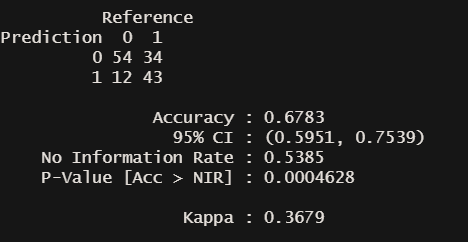 Reference
Prediction 0 1
0 54 34
1 12 43
Accuracy : 0.6783
95% CI : (0.5951, 0.7539)
No Information Rate : 0.5385
P-Value [Acc > NIR] : 0.0004628
Kappa : 0.3679